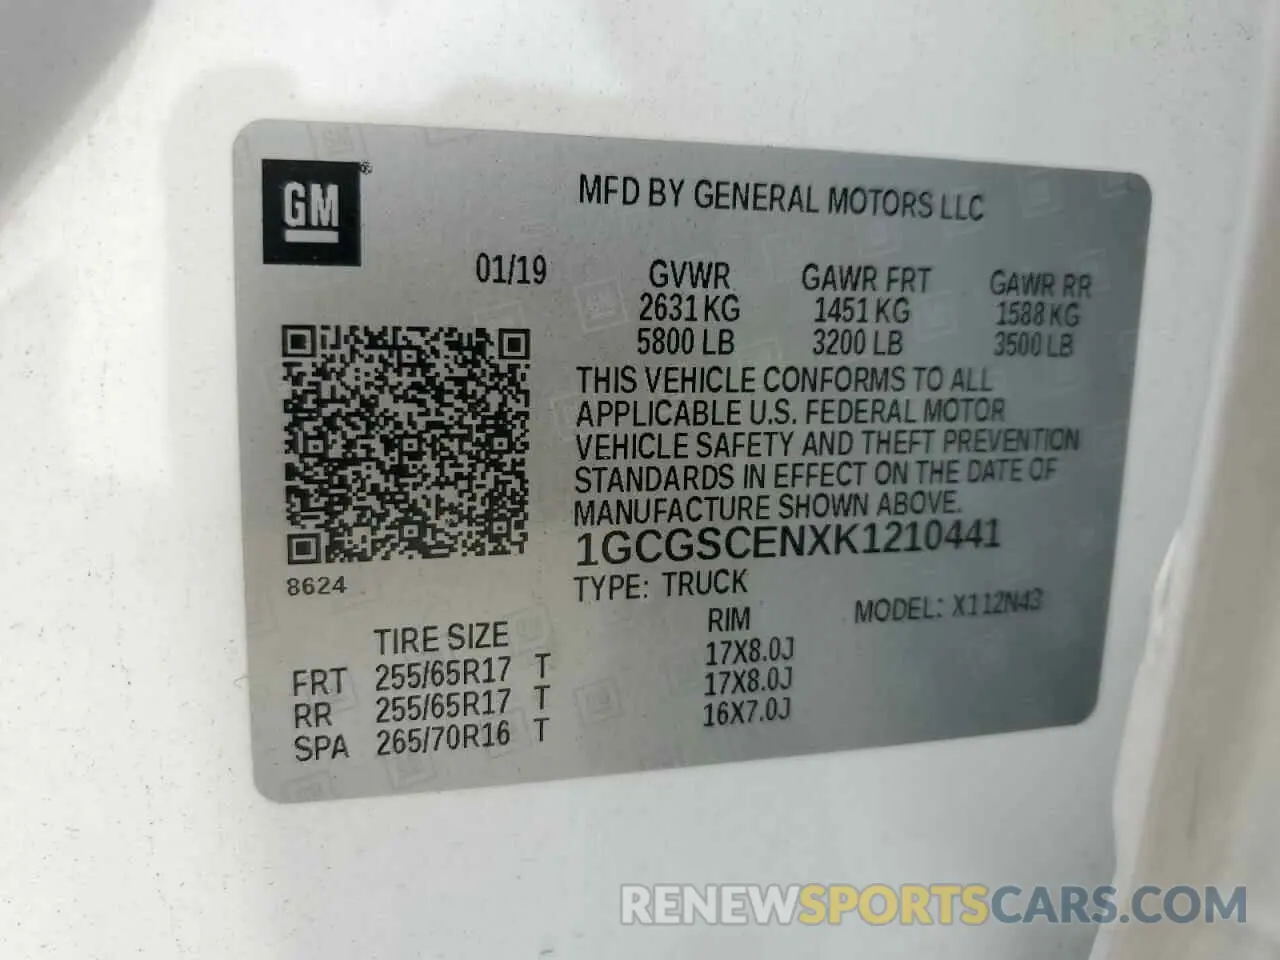 GM
®
MFD BY GENERAL MOTORS LLC
01/19
GVWR GAWR FRT GAWR RR
2631 KG 1451 KG 1588 KG
5800 LB 3200 LB 3500 LB
THIS VEHICLE CONFORMS TO ALL
APPLICABLE U.S. FEDERAL MOTOR
VEHICLE SAFETY AND THEFT PREVENTION
STANDARDS IN EFFECT ON THE DATE OF
MANUFACTURE SHOWN ABOVE.
1GCGSCENXK1210441
8624
TYPE: TRUCK
MODEL: X112N43
TIRE SIZE RIM
FRT 255/65R17 T 17X8.0J
RR 255/65R17 T 17X8.0J
SPA 265/70R16 T 16X7.0J
RENEWSPORTSCARS.COM